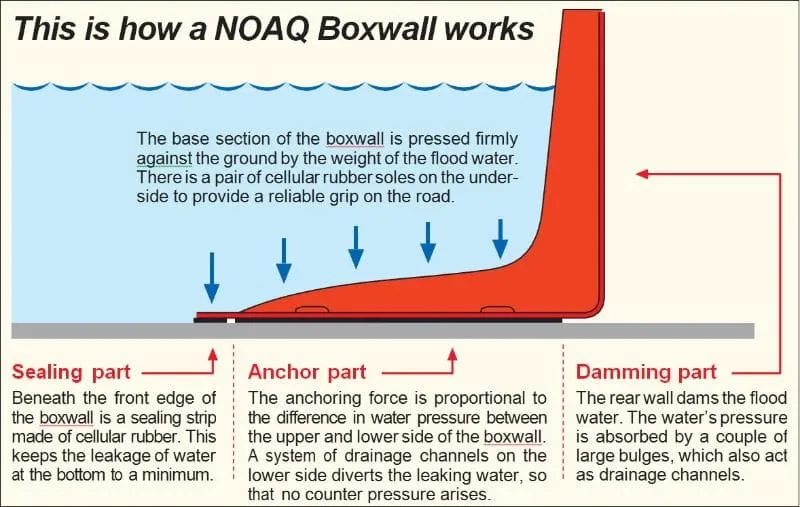 This is how a NOAQ Boxwall works
The base section of the boxwall is pressed firmly
against the ground by the weight of the flood water.
There is a pair of cellular rubber soles on the under-
side to provide a reliable grip on the road.
Sealing part
Beneath the front edge of
the boxwall is a sealing strip
made of cellular rubber. This
keeps the leakage of water
at the bottom to a minimum.
Anchor part
The anchoring force is proportional to
the difference in water pressure between
the upper and lower side of the boxwall.
A system of drainage channels on the
lower side diverts the leaking water, so
that no counter pressure arises.
Damming part
The rear wall dams the flood
water. The water's pressure
is absorbed by a couple of
large bulges, which also act
as drainage channels.